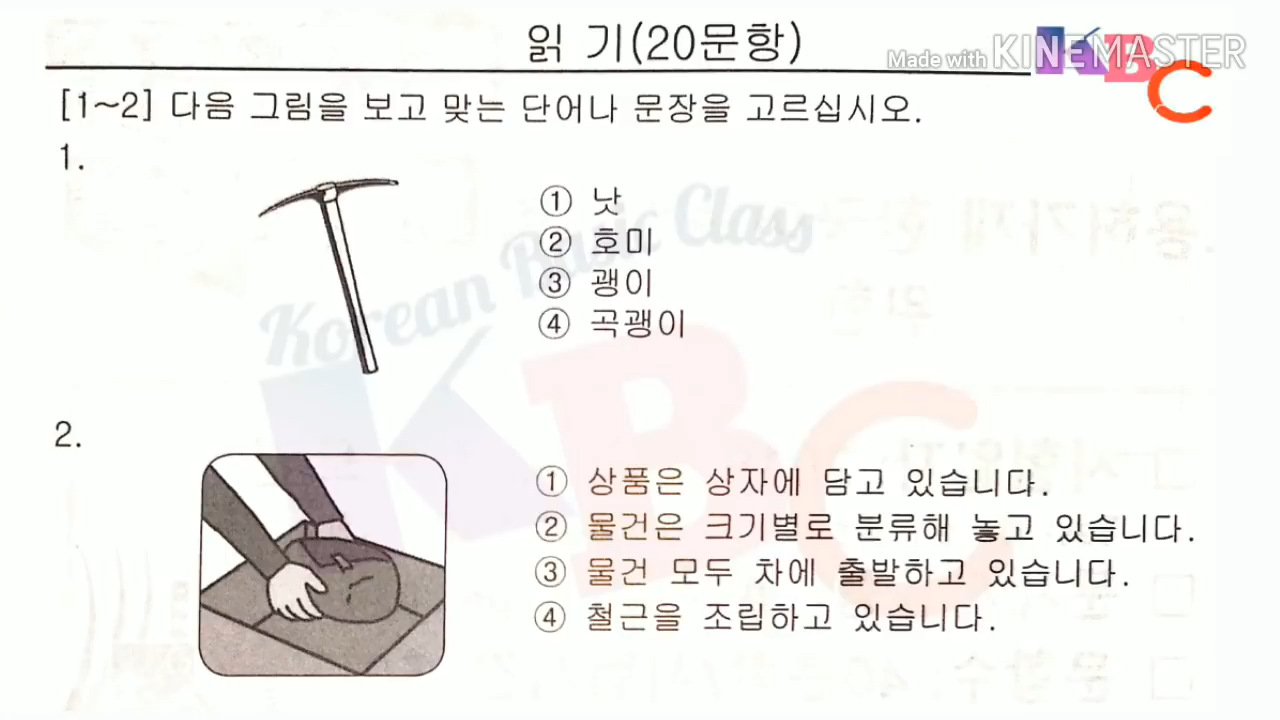 읽 기(20문항)
Made with KINEMASTER
KBC
[1~2] 다음 그림을 보고 맞는 단어나 문장을 고르십시오.
1.
① 낫
② 호미
③ 괭이
④ 곡괭이
Korean Basic Class
KBC
2.
① 상품은 상자에 담고 있습니다.
② 물건은 크기별로 분류해 놓고 있습니다.
③ 물건 모두 차에 출발하고 있습니다.
④ 철근을 조립하고 있습니다.